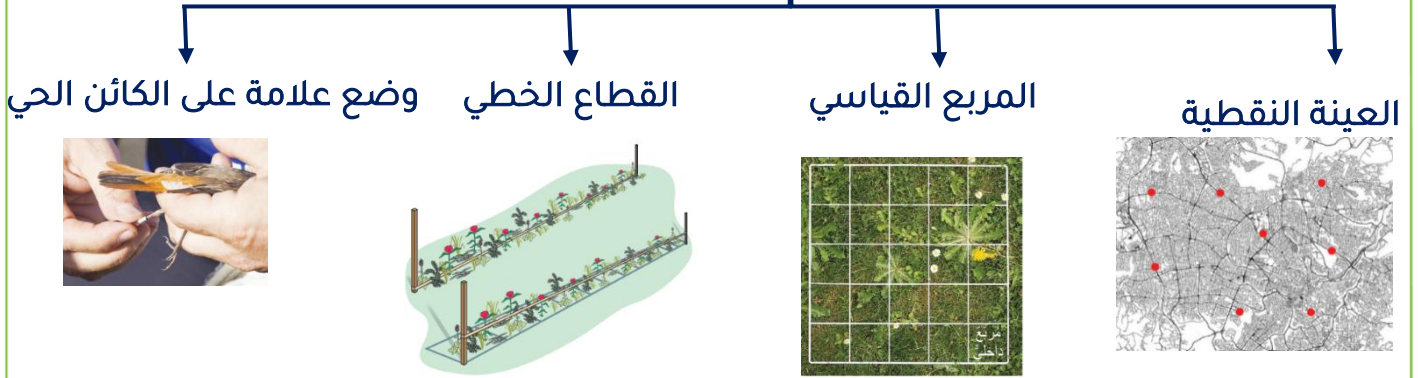 العينة النقطية
المربع القياسي
القطاع الخطي
وضع علامة على الكائن الحي
مربع
داخلي